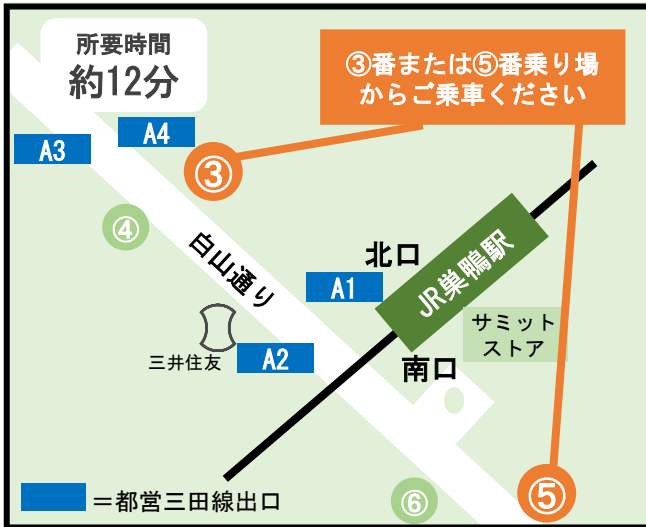 所要時間
約12分
③番または⑤番乗り場
からご乗車ください
A3
A4
③
④
白山通り
北口
A1
JR巣鴨駅
サミット
ストア
三井住友
A2
南口
⑥
⑤
＝都営三田線出口